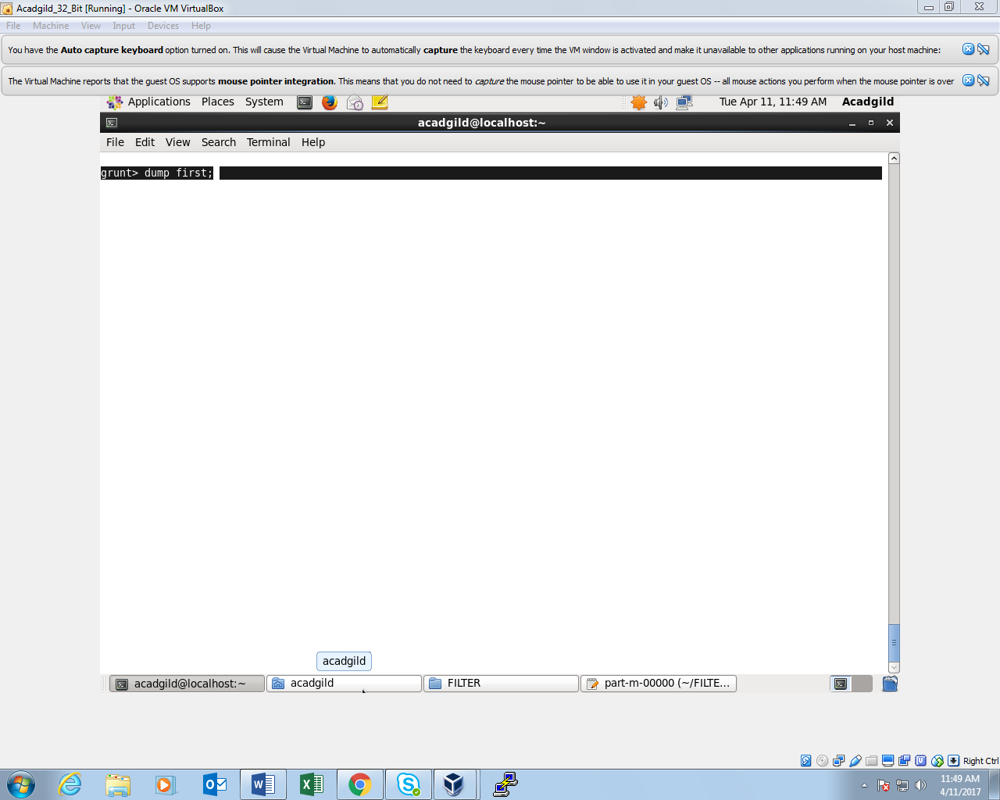 Acadgild_32_Bit [Running] - Oracle VM VirtualBox
File Machine View Input Devices Help
You have the Auto capture keyboard option turned on. This will cause the Virtual Machine to automatically capture the keyboard every time the VM window is activated and make it unavailable to other applications running on your host machine:
The Virtual Machine reports that the guest OS supports mouse pointer integration. This means that you do not need to capture the mouse pointer to be able to use it in your guest OS -- all mouse actions you perform when the mouse pointer is over
Applications Places System Tue Apr 11, 11:49 AM Acadgild
acadgild@localhost:~
File Edit View Search Terminal Help
grunt> dump first;
acadgild
acadgild@localhost:~ acadgild FILTER part-m-00000 (~/FILTE...
Right Ctrl
11:49 AM
4/11/2017